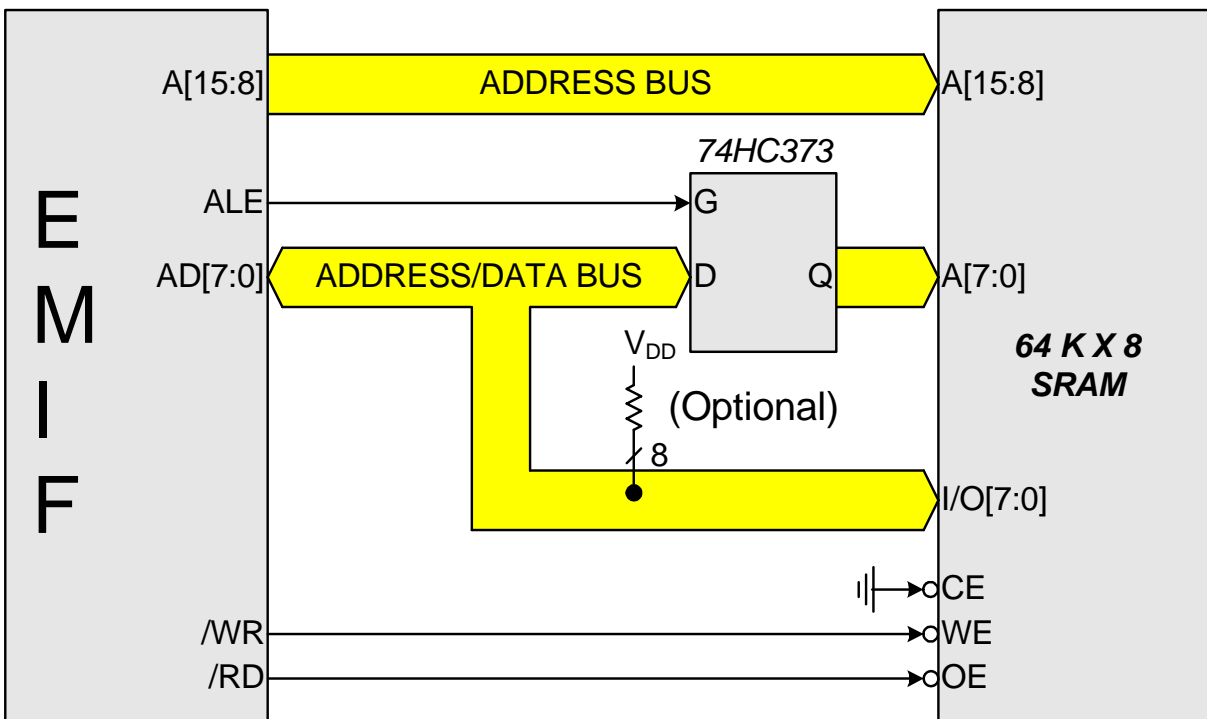 A[15:8] ADDRESS BUS A[15:8]
74HC373
ALE G
E
M
I
F
AD[7:0] ADDRESS/DATA BUS D Q A[7:0]
V_DD
(Optional)
8
64 K X 8
SRAM
I/O[7:0]
CE
/WR WE
/RD OE